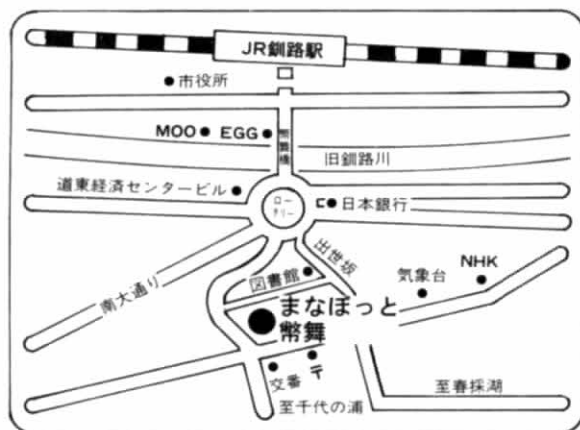 JR釧路駅
市役所
MOO
EGG
幣舞橋
旧釧路川
道東経済センタービル
ロー
タリー
日本銀行
出世坂
図書館
気象台
NHK
南大通り
まなぼっと
幣舞
交番
〒
至千代の浦
至春採湖